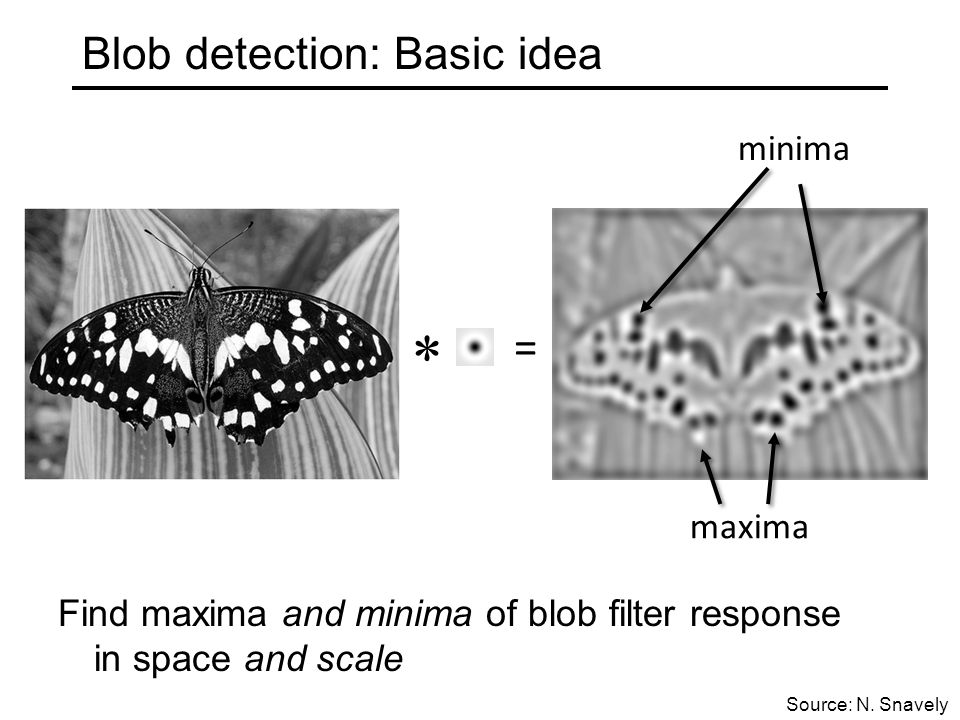 Blob detection: Basic idea
minima
* =
maxima
Find maxima and minima of blob filter response
in space and scale
Source: N. Snavely